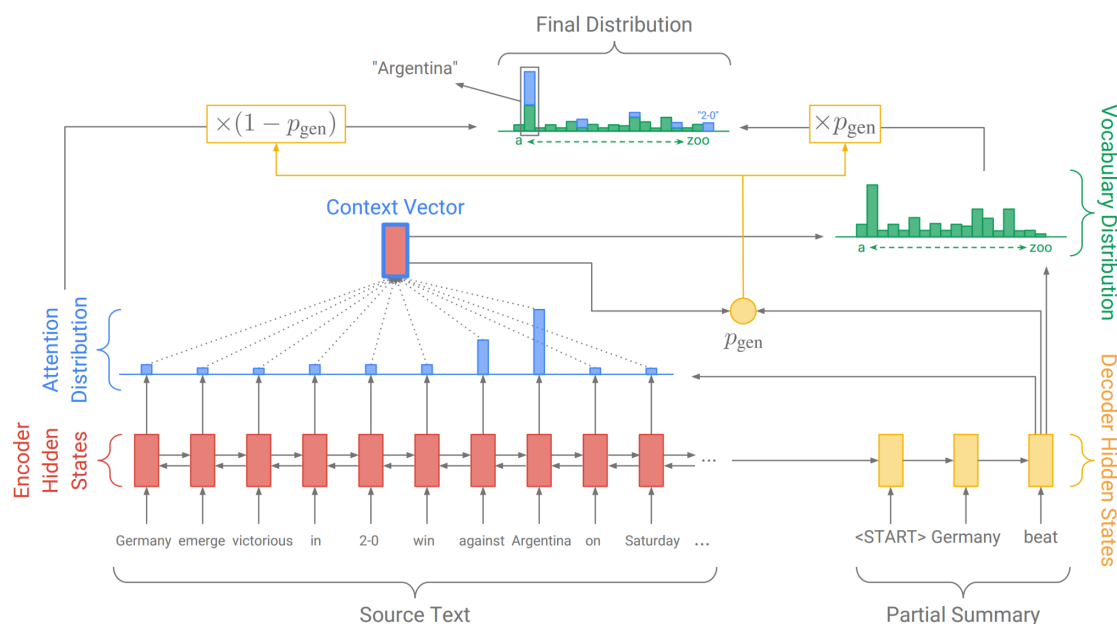 Final Distribution
"Argentina"
×(1 − p_gen)
"2-0"
×p_gen
a
zoo
Context Vector
Vocabulary Distribution
a
zoo
Attention
Distribution
p_gen
Encoder
Hidden
States
...
Decoder Hidden States
Germany emerge victorious in 2-0 win against Argentina on Saturday ...
<START> Germany beat
Source Text
Partial Summary